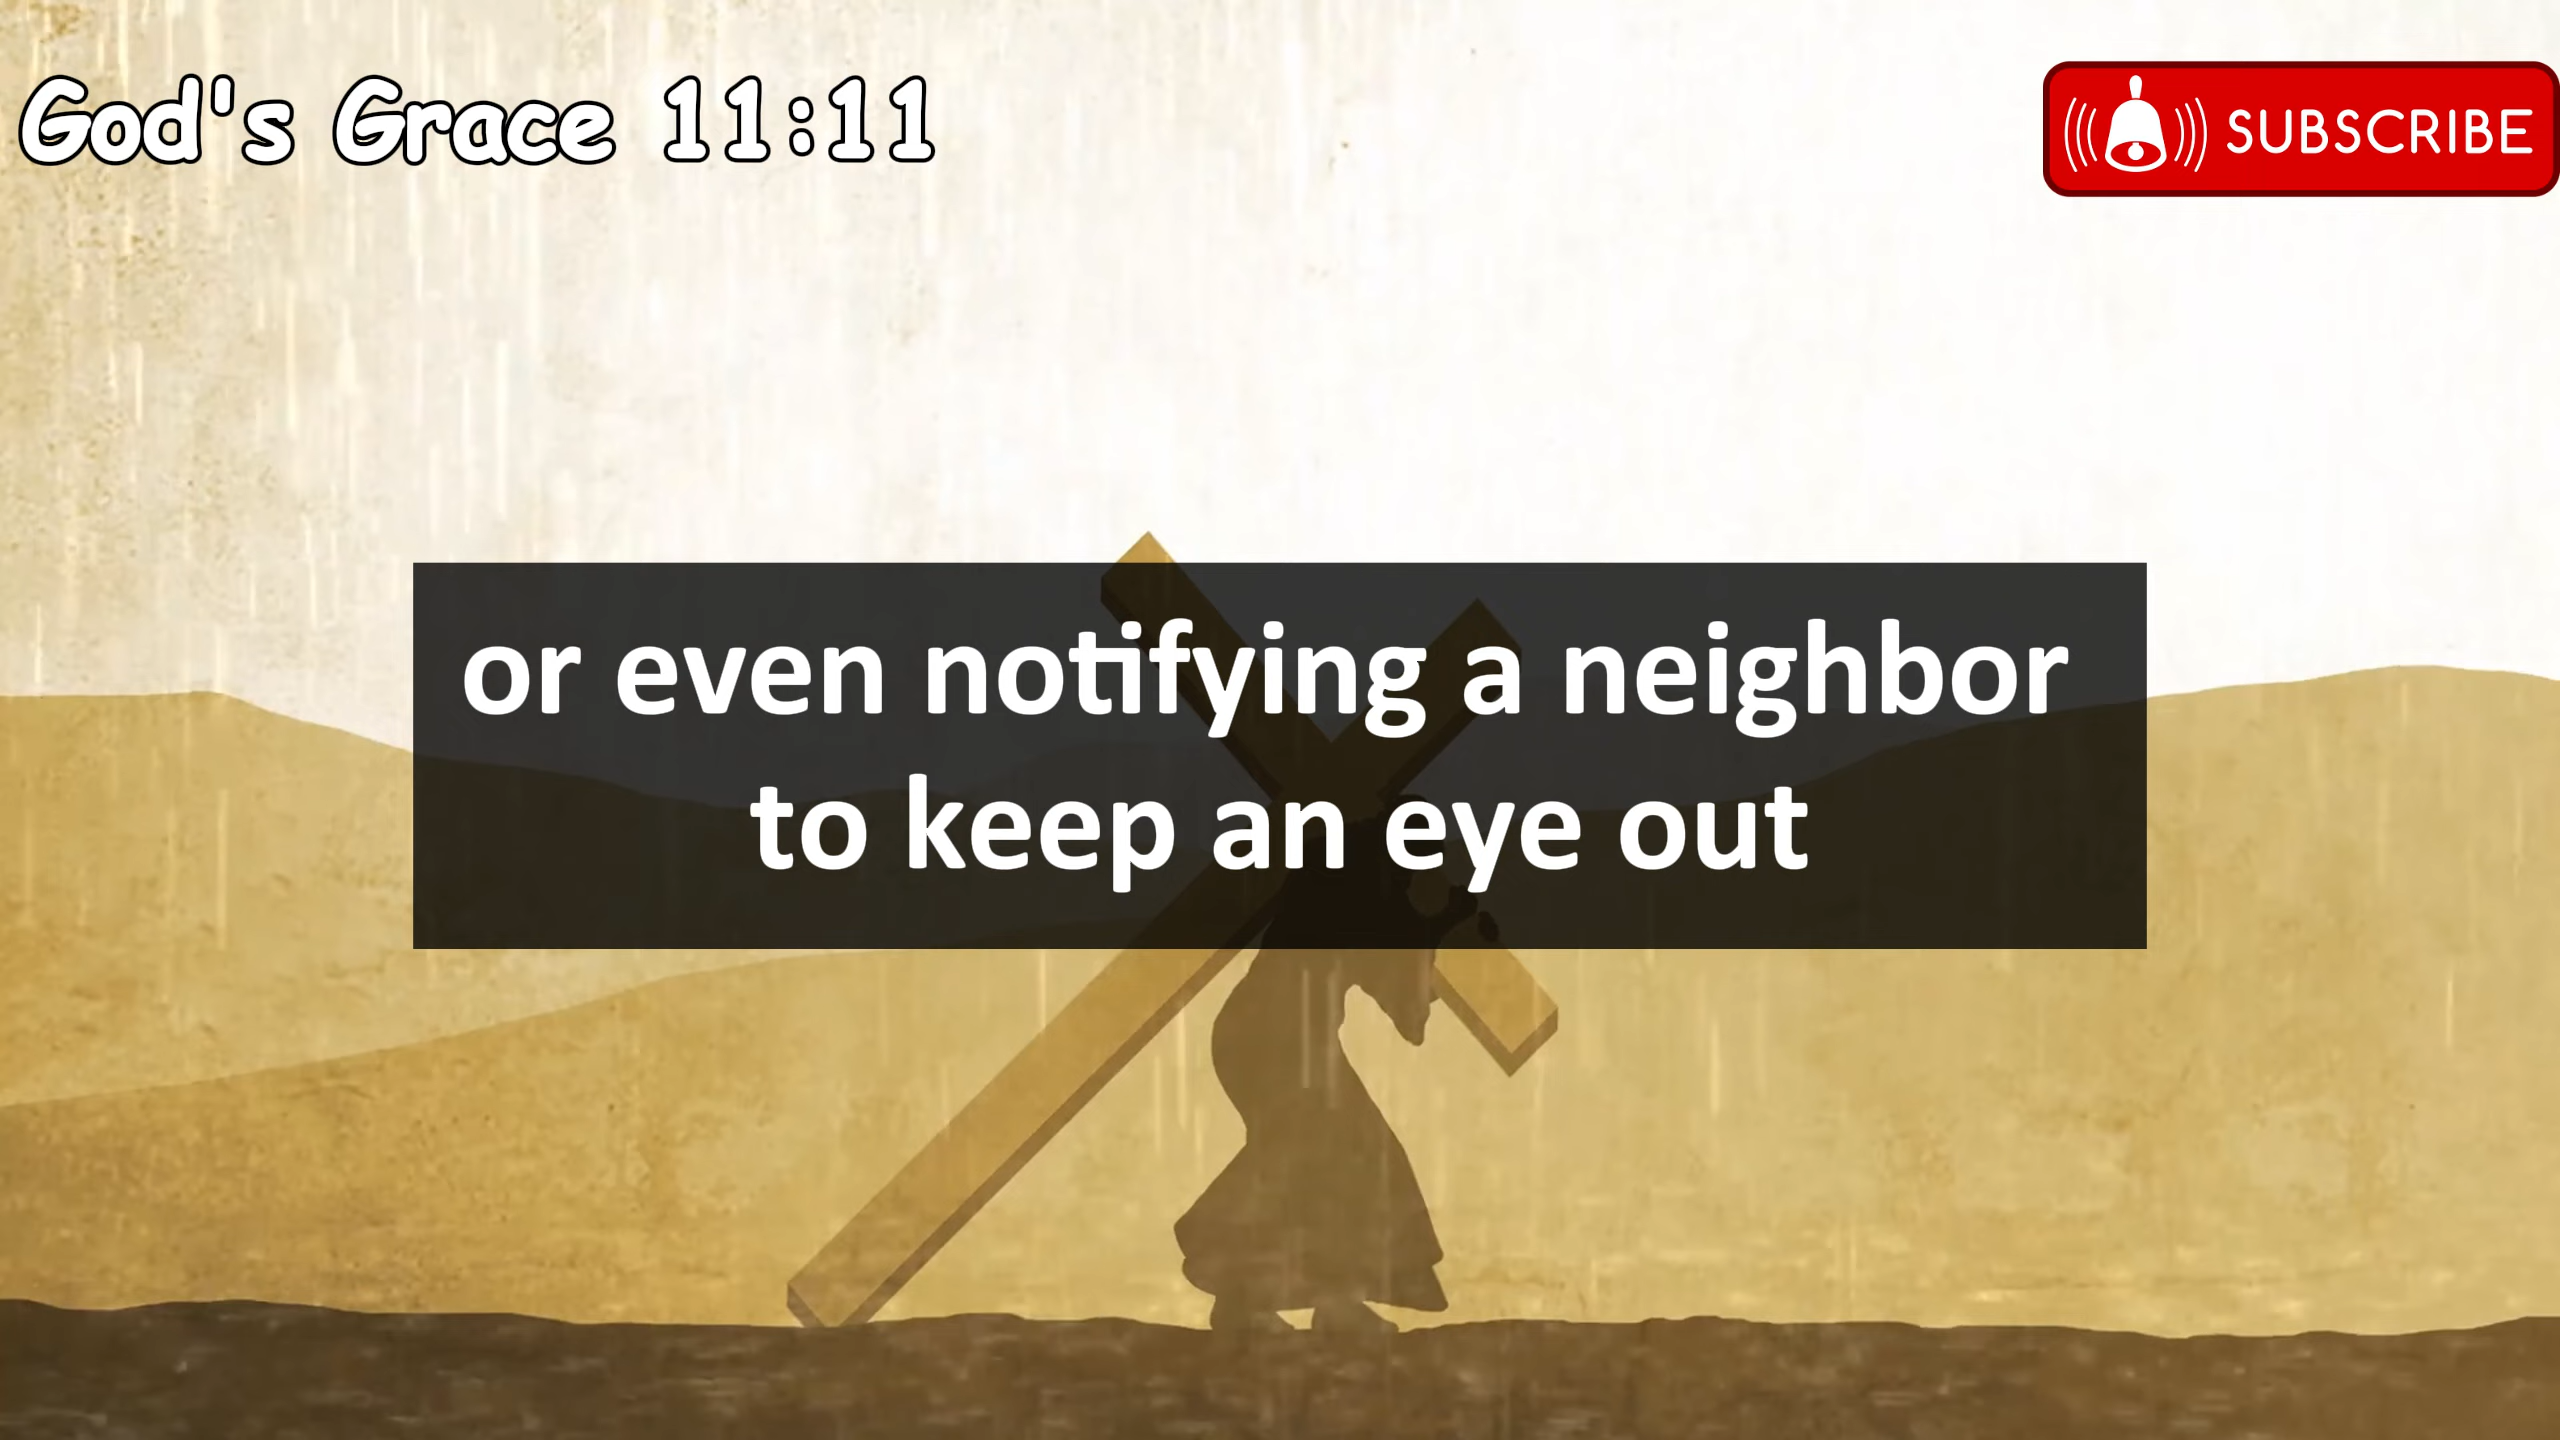 God's Grace 11:11
SUBSCRIBE
or even notifying a neighbor
to keep an eye out